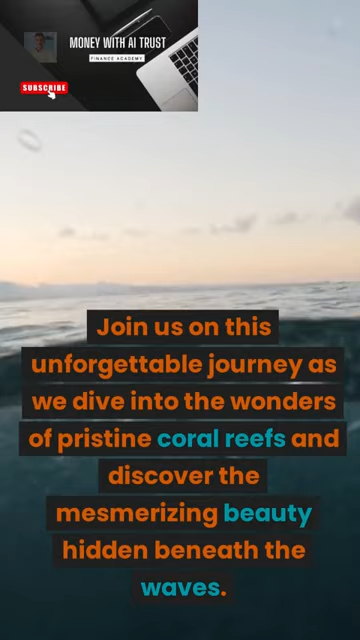 MONEY WITH AI TRUST
FINANCE ACADEMY
SUBSCRIBE
Join us on this
unforgettable journey as
we dive into the wonders
of pristine coral reefs and
discover the
mesmerizing beauty
hidden beneath the
waves.